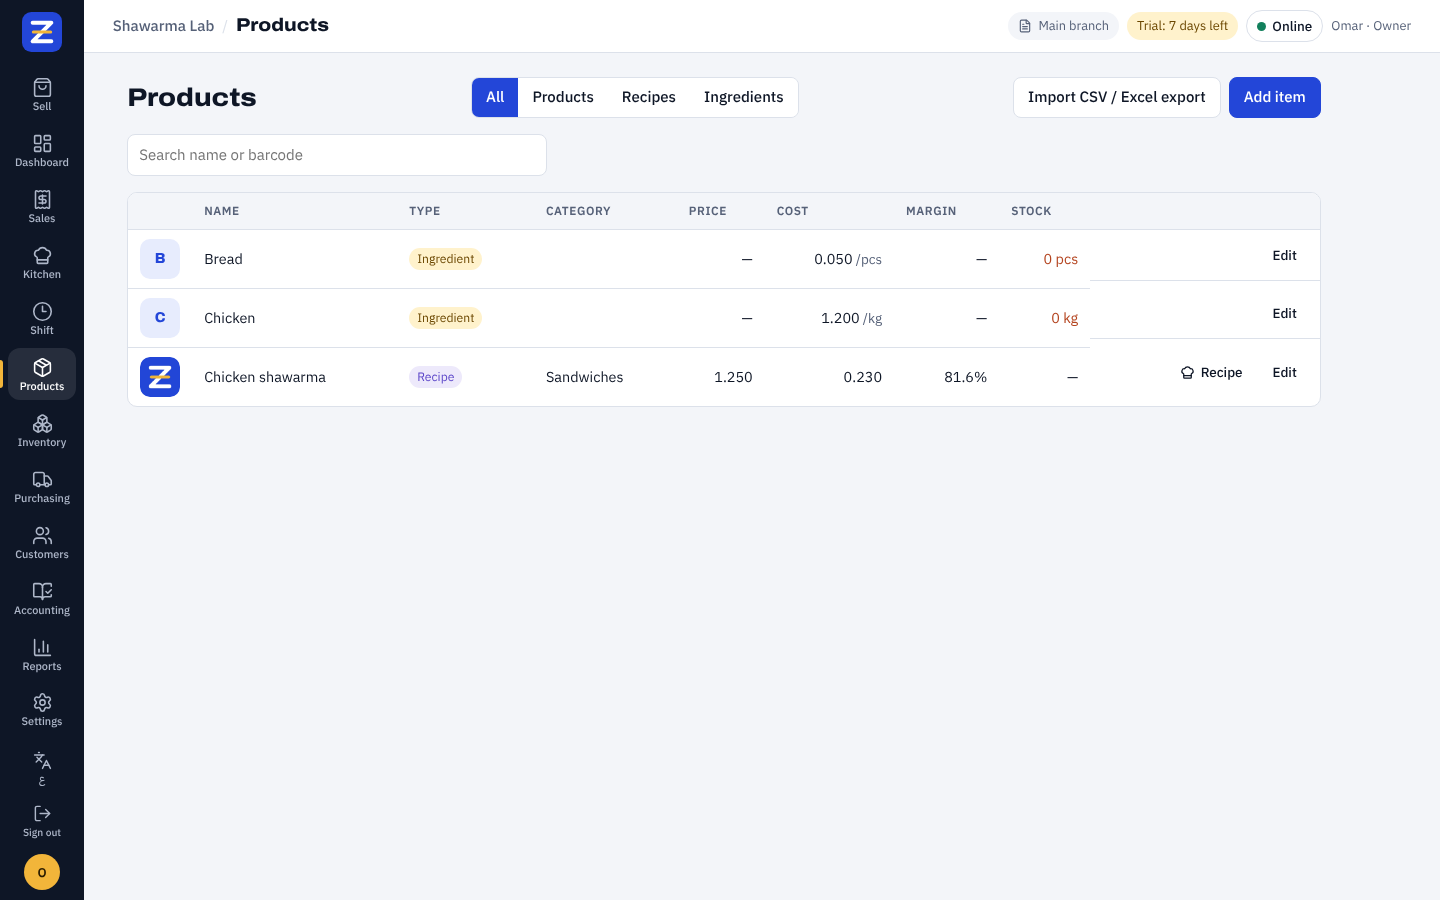 Shawarma Lab / Products
Main branch
Trial: 7 days left
Online
Omar · Owner
Sell
Dashboard
Sales
Kitchen
Shift
Products
Inventory
Purchasing
Customers
Accounting
Reports
Settings
ع
Sign out
O
Products
All Products Recipes Ingredients
Import CSV / Excel export
Add item
Search name or barcode
NAME TYPE CATEGORY PRICE COST MARGIN STOCK
B Bread Ingredient — 0.050 /pcs — 0 pcs Edit
C Chicken Ingredient — 1.200 /kg — 0 kg Edit
Z Chicken shawarma Recipe Sandwiches 1.250 0.230 81.6% — Recipe Edit